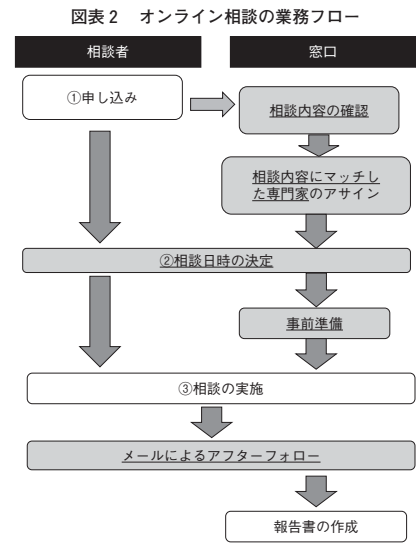 図表2 オンライン相談の業務フロー
相談者
窓口
①申し込み
相談内容の確認
相談内容にマッチし
た専門家のアサイン
②相談日時の決定
事前準備
③相談の実施
メールによるアフターフォロー
報告書の作成